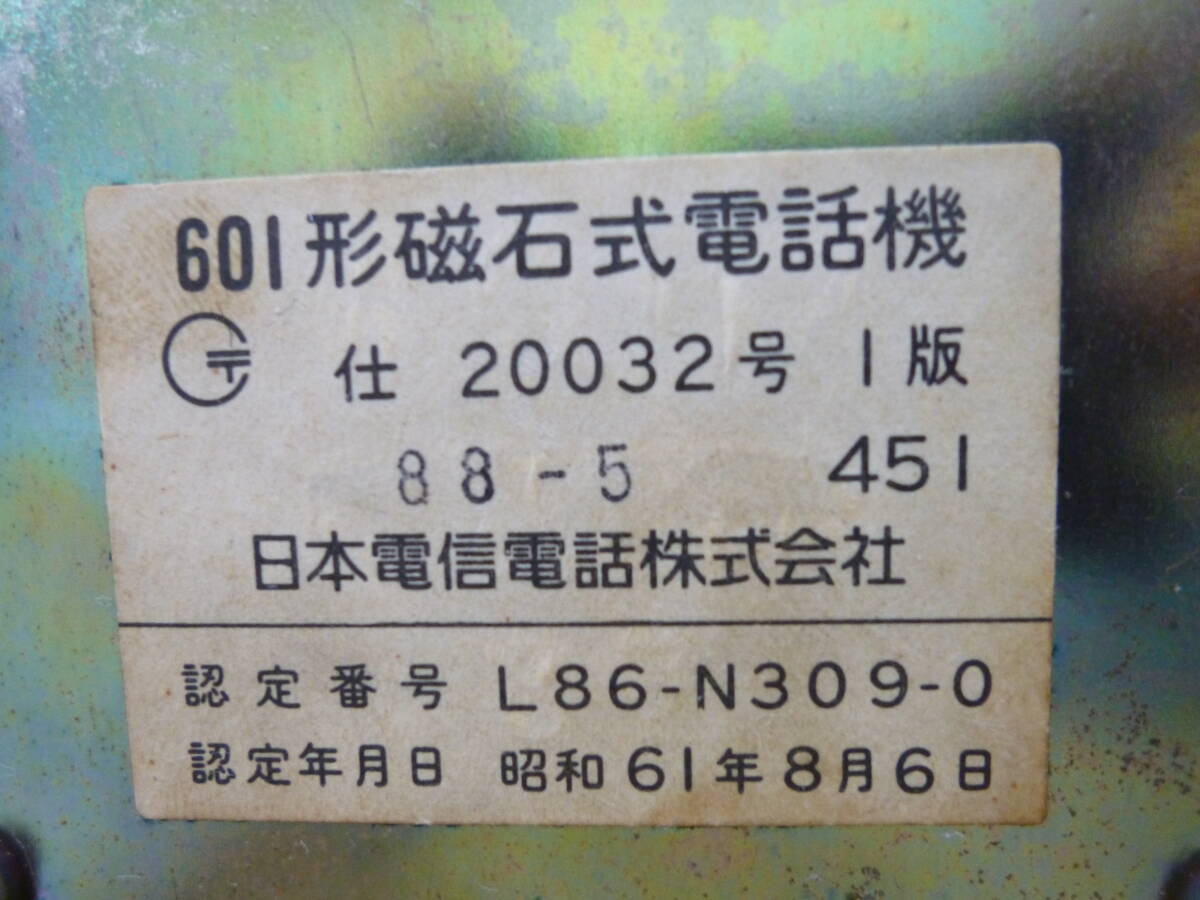 601形磁石式電話機
〒 仕 20032号 1版
88-5 451
日本電信電話株式会社
認定番号 L86-N309-0
認定年月日 昭和61年8月6日